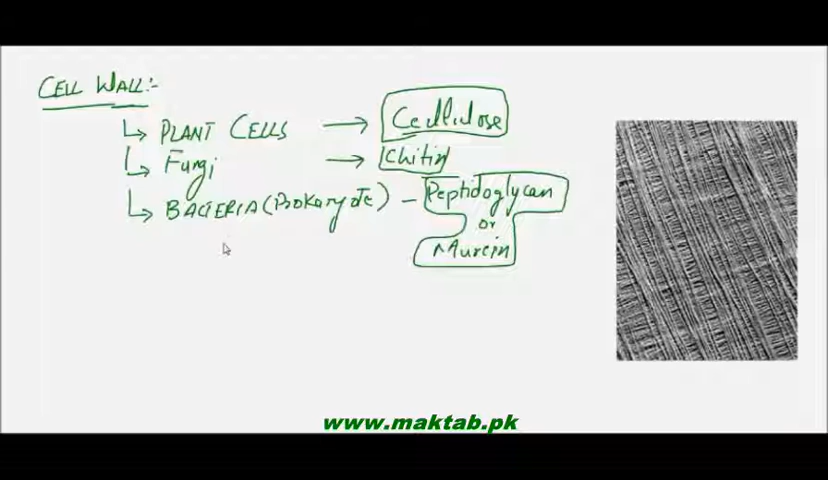 CELL WALL:-
PLANT CELLS → Cellulose
Fungi → Chitin
BACTERIA (Prokaryote) - Peptidoglycan
or
Murein
www.maktab.pk